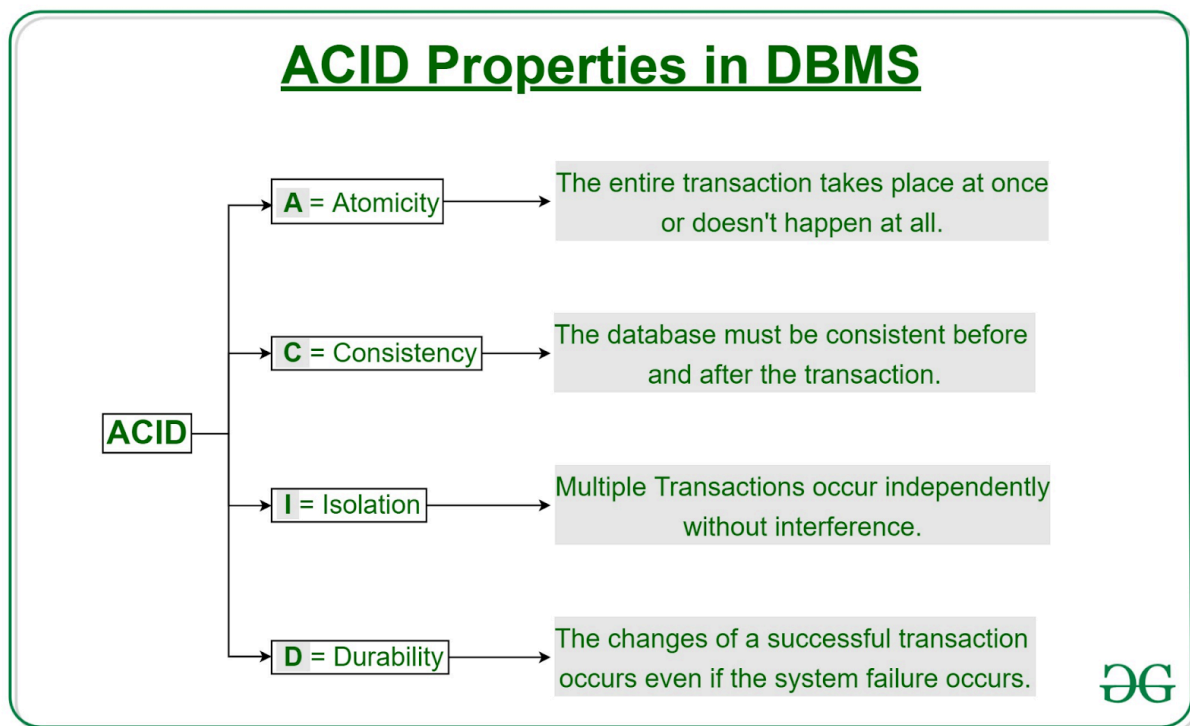 ACID Properties in DBMS
A = Atomicity
The entire transaction takes place at once
or doesn't happen at all.
C = Consistency
The database must be consistent before
and after the transaction.
ACID
I = Isolation
Multiple Transactions occur independently
without interference.
D = Durability
The changes of a successful transaction
occurs even if the system failure occurs.